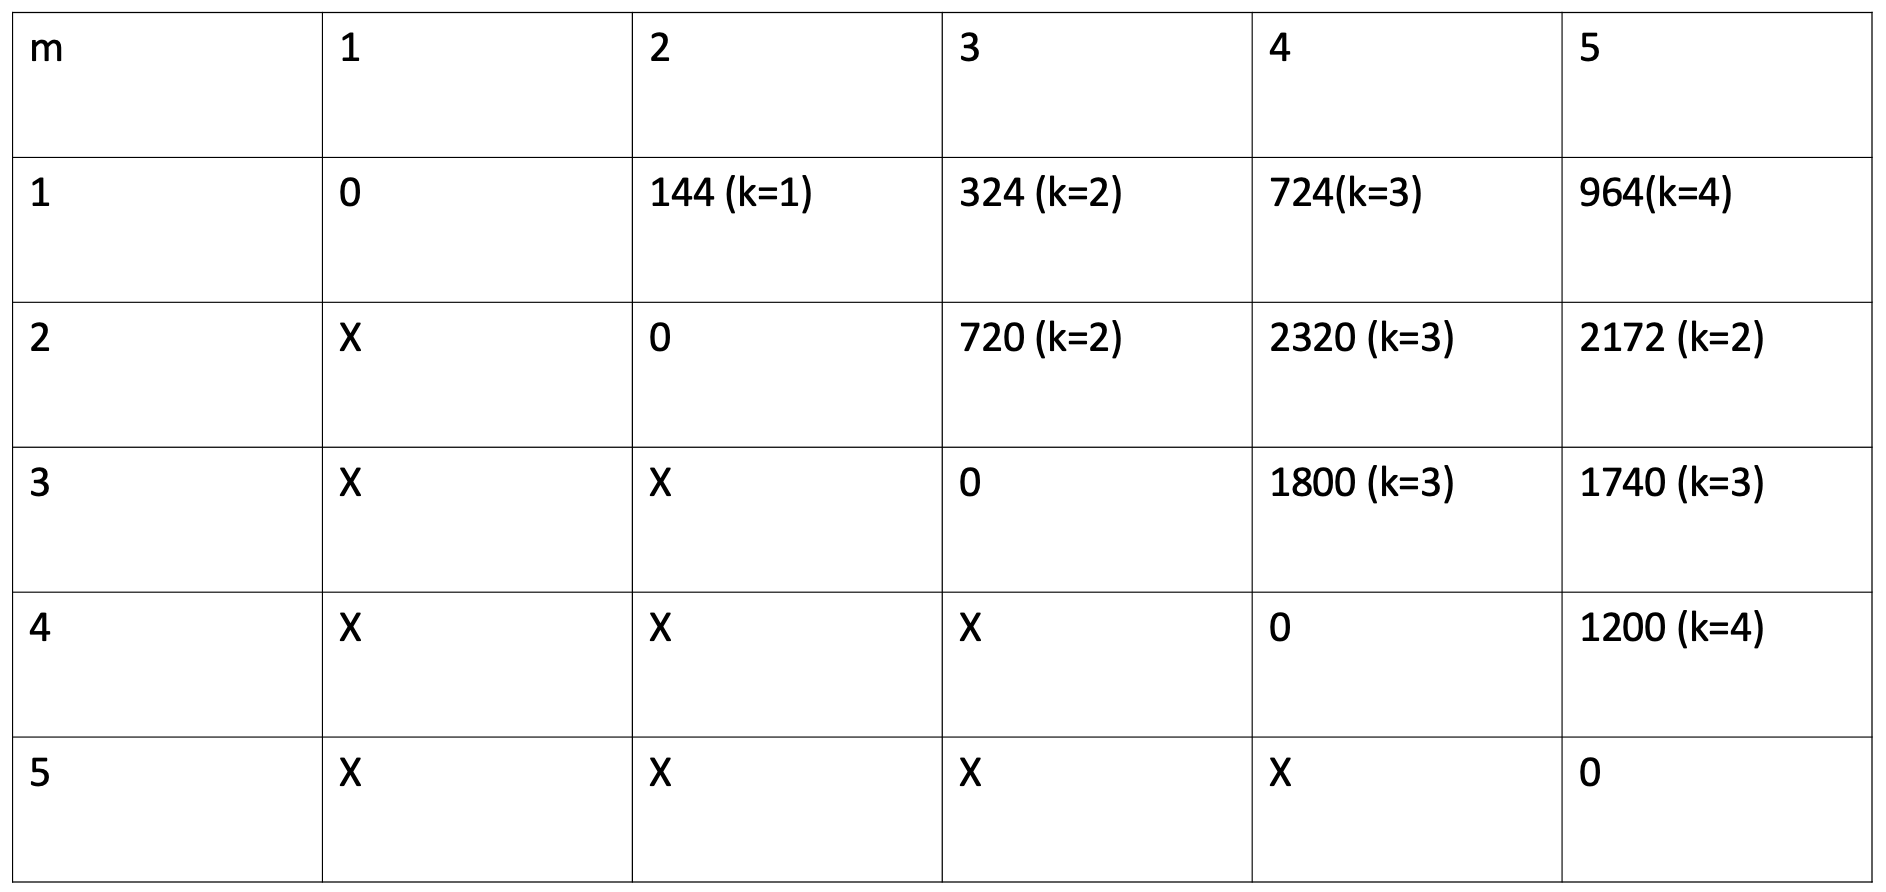 m 1 2 3 4 5
1 0 144 (k=1) 324 (k=2) 724(k=3) 964(k=4)
2 X 0 720 (k=2) 2320 (k=3) 2172 (k=2)
3 X X 0 1800 (k=3) 1740 (k=3)
4 X X X 0 1200 (k=4)
5 X X X X 0